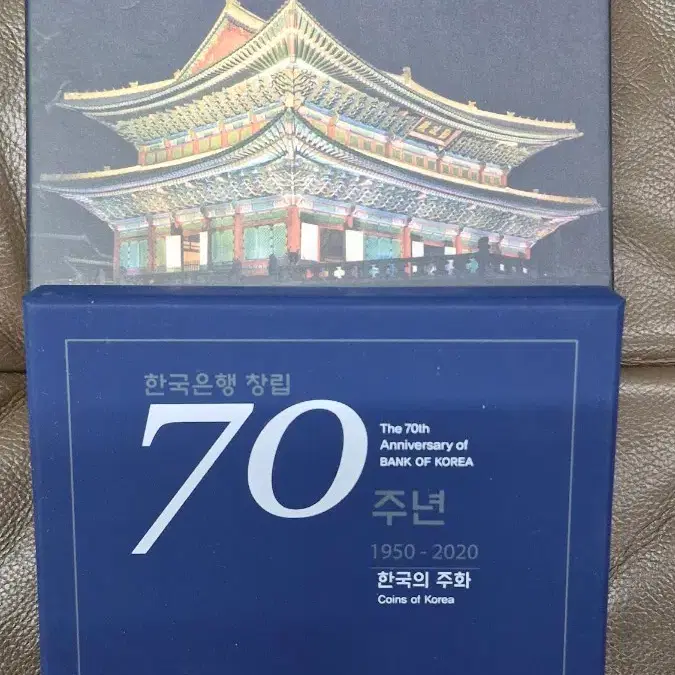 한국은행 창립
70
The 70th
Anniversary of
BANK OF KOREA
주년
1950 - 2020
한국의 주화
Coins of Korea